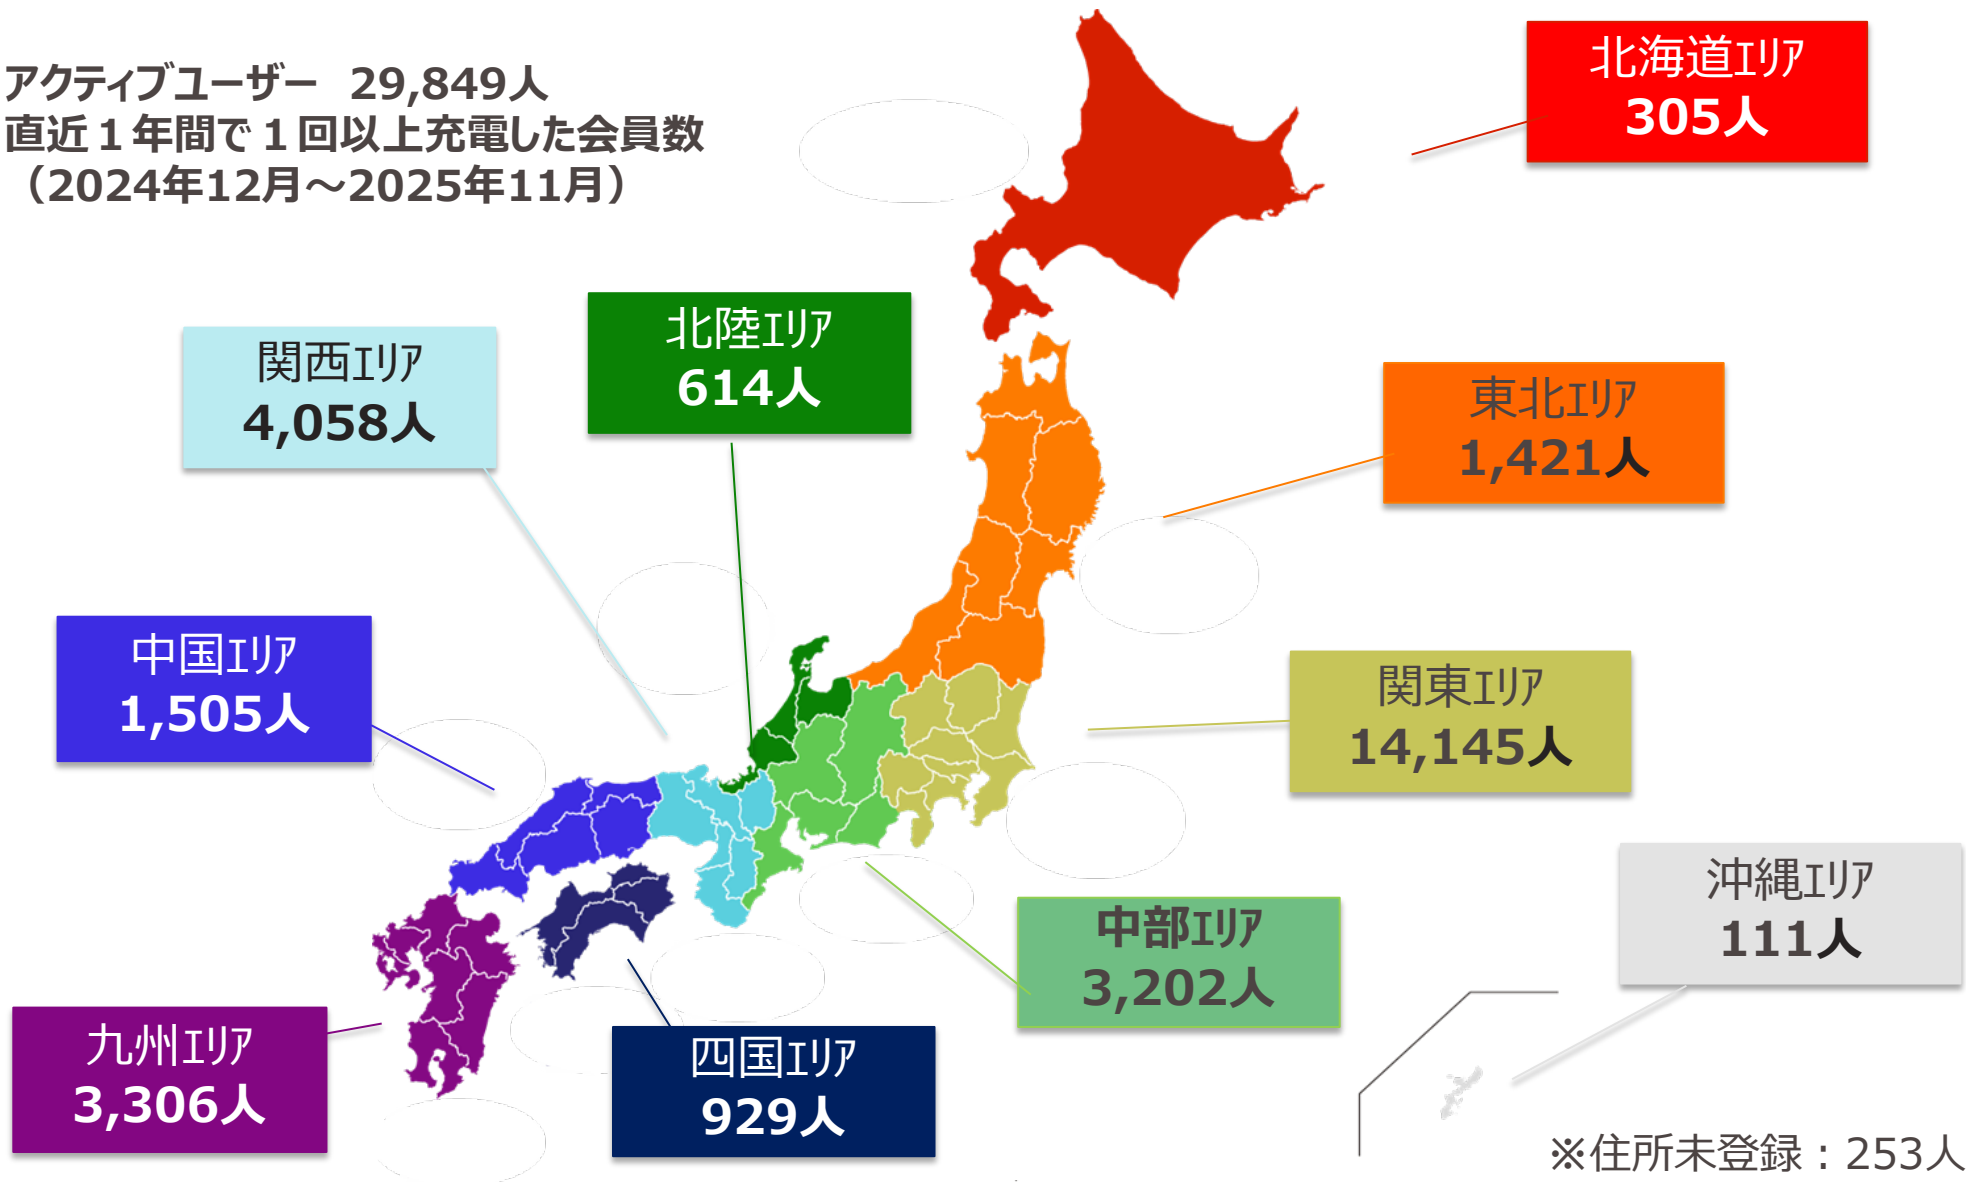 アクティブユーザー 29,849人
直近１年間で１回以上充電した会員数
（2024年12月～2025年11月）
北海道ｴﾘｱ
305人
北陸ｴﾘｱ
614人
関西ｴﾘｱ
4,058人
東北ｴﾘｱ
1,421人
中国ｴﾘｱ
1,505人
関東ｴﾘｱ
14,145人
沖縄ｴﾘｱ
111人
中部ｴﾘｱ
3,202人
九州ｴﾘｱ
3,306人
四国ｴﾘｱ
929人
※住所未登録：253人